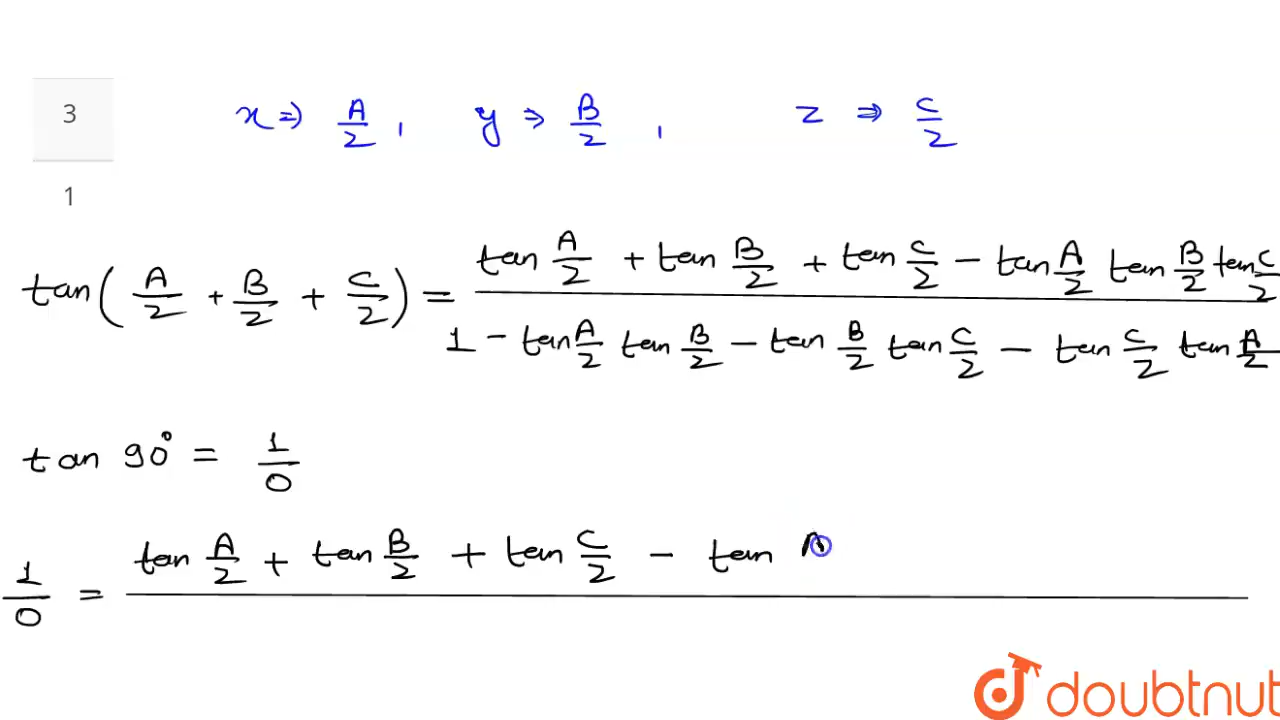 3
x ⇒ A/2 , y ⇒ B/2 , z ⇒ C/2
1
tan(A/2 + B/2 + C/2) = (tan A/2 + tan B/2 + tan C/2 − tan A/2 tan B/2 tan C/2) / (1 − tan A/2 tan B/2 − tan B/2 tan C/2 − tan C/2 tan A/2)
tan 90° = 1/0
1/0 = tan A/2 + tan B/2 + tan C/2 − tan A
doubtnut